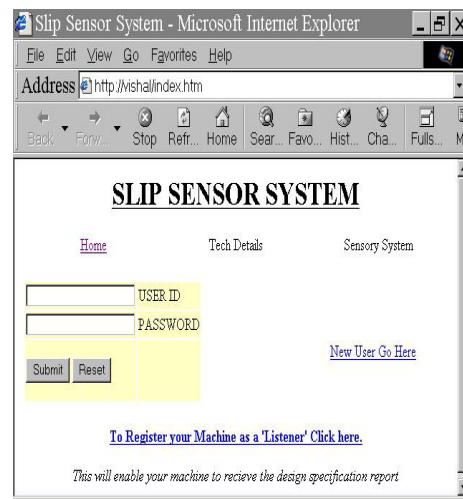 Slip Sensor System - Microsoft Internet Explorer
File Edit View Go Favorites Help
Address http://vishal/index.htm
Back Forw... Stop Refr... Home Sear... Favo... Hist... Cha... Fulls... M
SLIP SENSOR SYSTEM
Home Tech Details Sensory System
USER ID
PASSWORD
New User Go Here
Submit Reset
To Register your Machine as a 'Listener' Click here.
This will enable your machine to recieve the design specification report